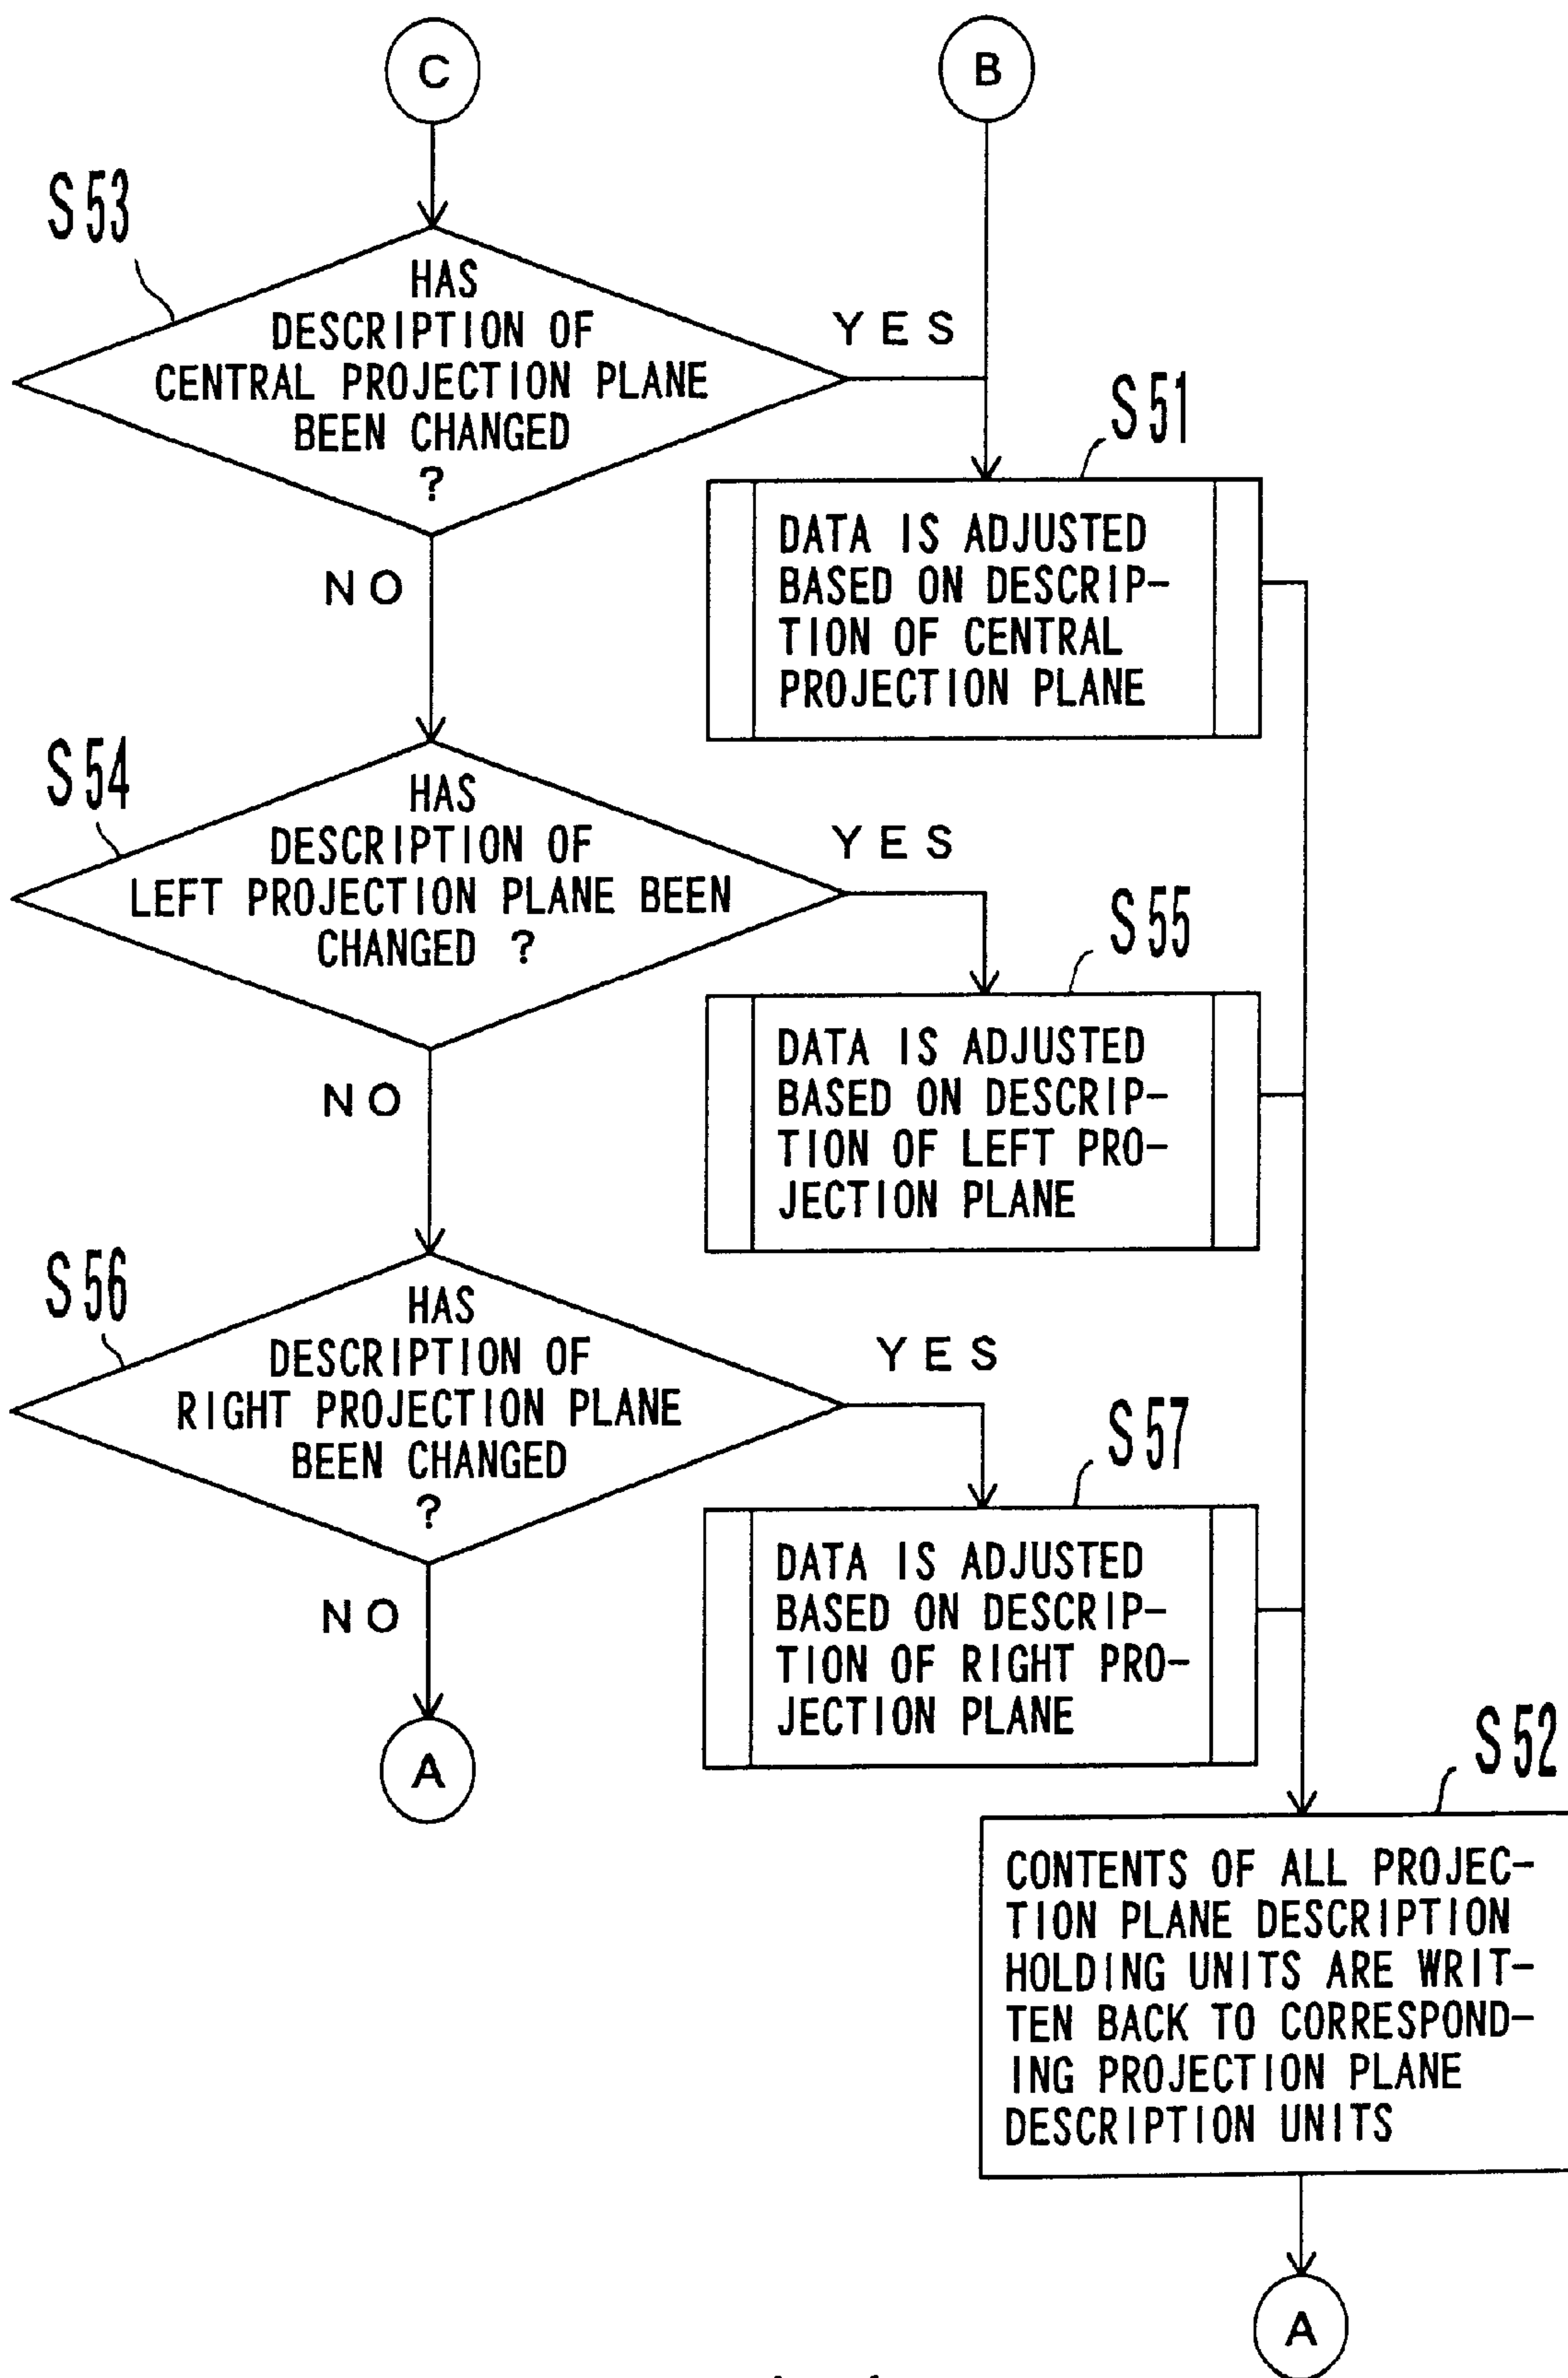 C
B
S53
HAS
DESCRIPTION OF
CENTRAL PROJECTION PLANE
BEEN CHANGED
?
YES
NO
S51
DATA IS ADJUSTED
BASED ON DESCRIP-
TION OF CENTRAL
PROJECTION PLANE
S54
HAS
DESCRIPTION OF
LEFT PROJECTION PLANE BEEN
CHANGED ?
YES
NO
S55
DATA IS ADJUSTED
BASED ON DESCRIP-
TION OF LEFT PRO-
JECTION PLANE
S56
HAS
DESCRIPTION OF
RIGHT PROJECTION PLANE
BEEN CHANGED
?
YES
NO
S57
DATA IS ADJUSTED
BASED ON DESCRIP-
TION OF RIGHT PRO-
JECTION PLANE
A
S52
CONTENTS OF ALL PROJEC-
TION PLANE DESCRIPTION
HOLDING UNITS ARE WRIT-
TEN BACK TO CORRESPOND-
ING PROJECTION PLANE
DESCRIPTION UNITS
A